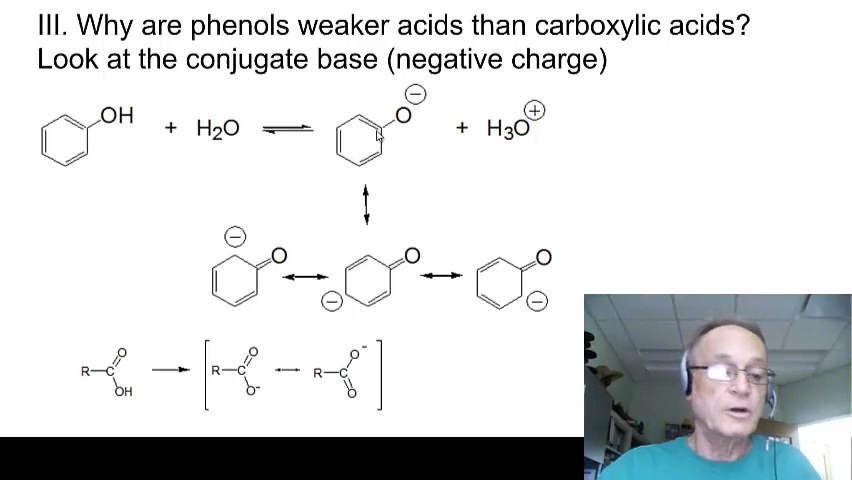 III. Why are phenols weaker acids than carboxylic acids?
Look at the conjugate base (negative charge)
OH + H2O O − + H3O +
− O O − O −
R C O OH R C O O- R C O - O